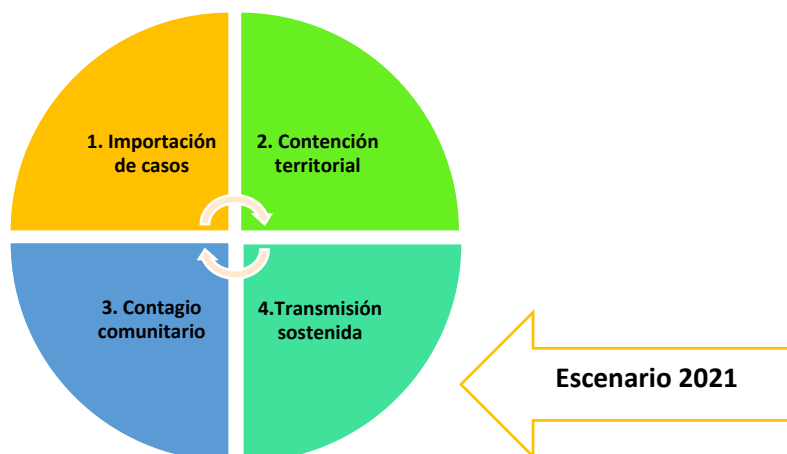 1. Importación
de casos
2. Contención
territorial
3. Contagio
comunitario
4.Transmisión
sostenida
Escenario 2021